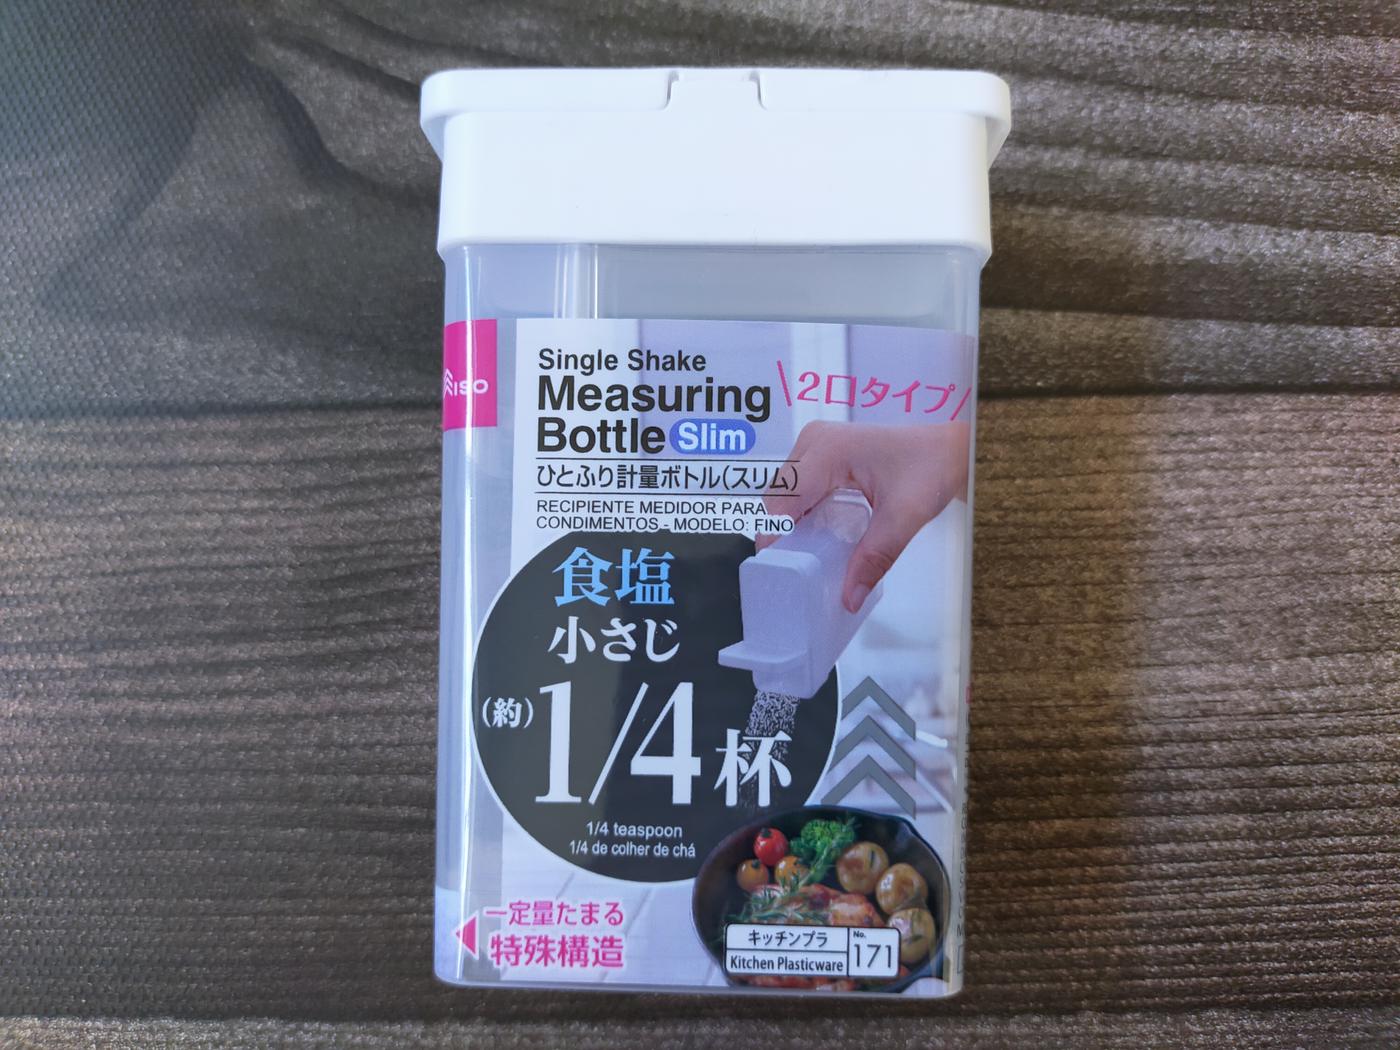 Single Shake
Measuring
Bottle Slim
\2口タイプ/
ISO
ひとふり計量ボトル(スリム)
RECIPIENTE MEDIDOR PARA
CONDIMENTOS - MODELO: FINO
食塩
小さじ
(約)1/4杯
1/4 teaspoon
1/4 de colher de chá
一定量たまる
特殊構造
キッチンプラ
Kitchen Plasticware
No.
171